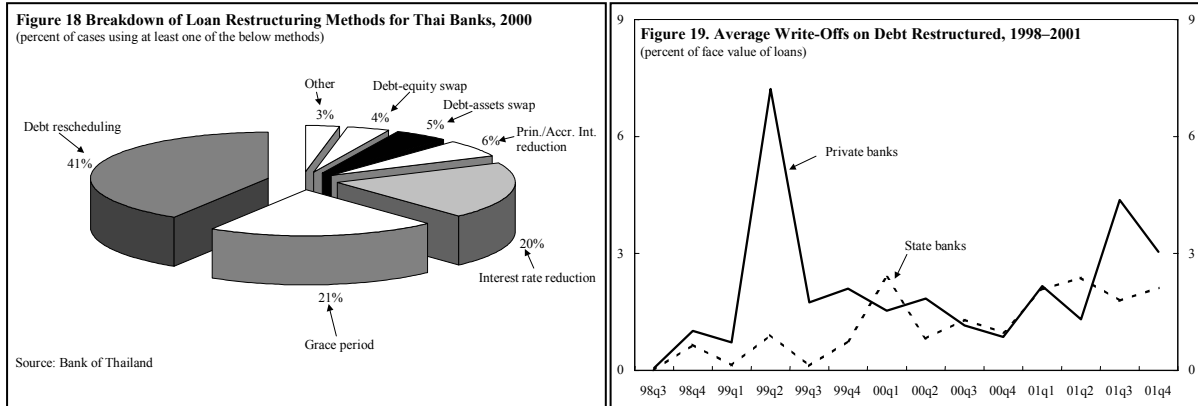 Figure 18 Breakdown of Loan Restructuring Methods for Thai Banks, 2000
(percent of cases using at least one of the below methods)
Other
3%
Debt-equity swap
4%
Debt-assets swap
5%
Prin./Accr. Int.
reduction
6%
Debt rescheduling
41%
20%
Interest rate reduction
21%
Grace period
Source: Bank of Thailand
Figure 19. Average Write-Offs on Debt Restructured, 1998–2001
(percent of face value of loans)
9
9
6
6
3
3
0
0
Private banks
State banks
98q3 98q4 99q1 99q2 99q3 99q4 00q1 00q2 00q3 00q4 01q1 01q2 01q3 01q4